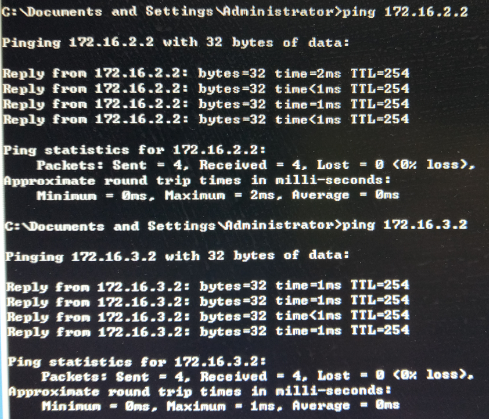 C:\Documents and Settings\Administrator>ping 172.16.2.2
Pinging 172.16.2.2 with 32 bytes of data:
Reply from 172.16.2.2: bytes=32 time=2ms TTL=254
Reply from 172.16.2.2: bytes=32 time<1ms TTL=254
Reply from 172.16.2.2: bytes=32 time=1ms TTL=254
Reply from 172.16.2.2: bytes=32 time<1ms TTL=254
Ping statistics for 172.16.2.2:
Packets: Sent = 4, Received = 4, Lost = 0 (0% loss),
Approximate round trip times in milli-seconds:
Minimum = 0ms, Maximum = 2ms, Average = 0ms
C:\Documents and Settings\Administrator>ping 172.16.3.2
Pinging 172.16.3.2 with 32 bytes of data:
Reply from 172.16.3.2: bytes=32 time=1ms TTL=254
Reply from 172.16.3.2: bytes=32 time=1ms TTL=254
Reply from 172.16.3.2: bytes=32 time<1ms TTL=254
Reply from 172.16.3.2: bytes=32 time=1ms TTL=254
Ping statistics for 172.16.3.2:
Packets: Sent = 4, Received = 4, Lost = 0 (0% loss),
Approximate round trip times in milli-seconds:
Minimum = 0ms, Maximum = 1ms, Average = 0ms